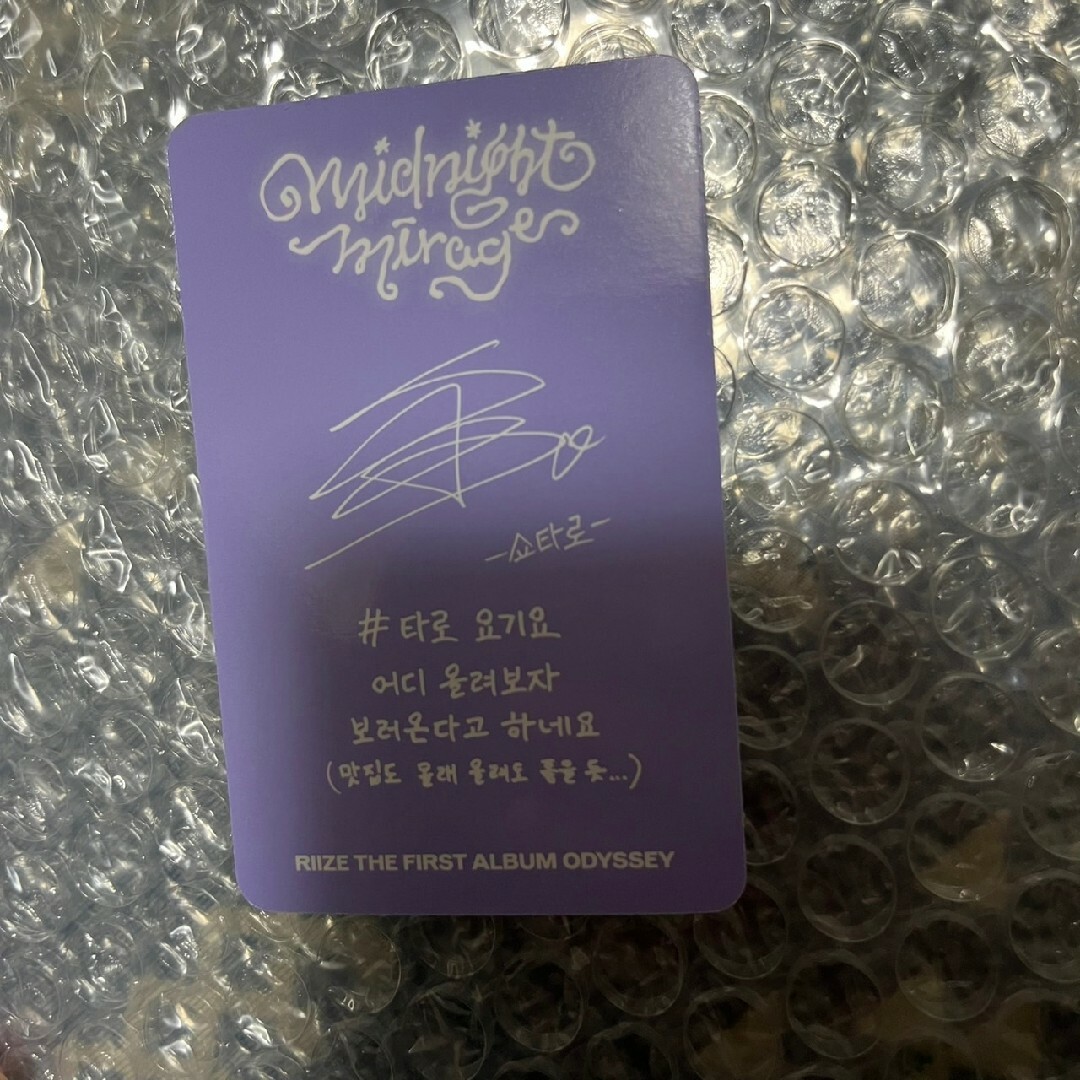 midnight
mirage
-쇼타로-
# 타로 요기요
어디 올려보자
보러온다고 하네요
(맛집도 몰래 올려도 좋을 듯...)
RIIZE THE FIRST ALBUM ODYSSEY